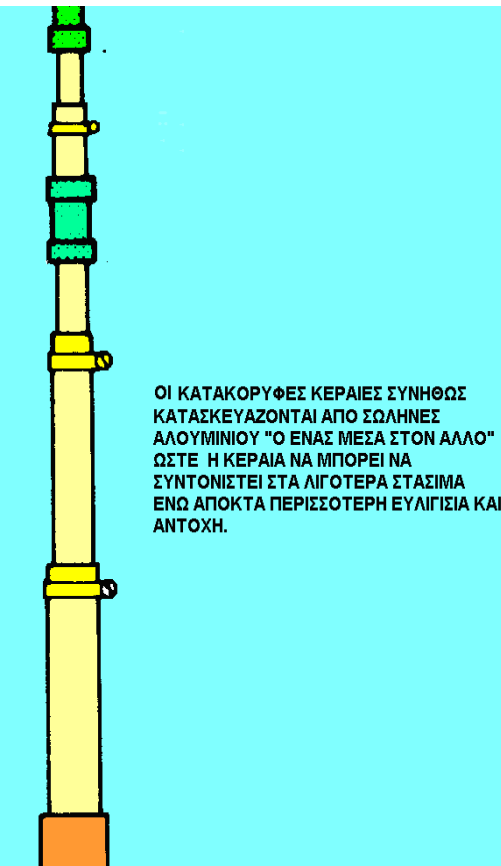 ΟΙ ΚΑΤΑΚΟΡΥΦΕΣ ΚΕΡΑΙΕΣ ΣΥΝΗΘΩΣ
ΚΑΤΑΣΚΕΥΑΖΟΝΤΑΙ ΑΠΟ ΣΩΛΗΝΕΣ
ΑΛΟΥΜΙΝΙΟΥ "Ο ΕΝΑΣ ΜΕΣΑ ΣΤΟΝ ΑΛΛΟ"
ΩΣΤΕ Η ΚΕΡΑΙΑ ΝΑ ΜΠΟΡΕΙ ΝΑ
ΣΥΝΤΟΝΙΣΤΕΙ ΣΤΑ ΛΙΓΟΤΕΡΑ ΣΤΑΣΙΜΑ
ΕΝΩ ΑΠΟΚΤΑ ΠΕΡΙΣΣΟΤΕΡΗ ΕΥΛΙΓΙΣΙΑ ΚΑΙ
ΑΝΤΟΧΗ.